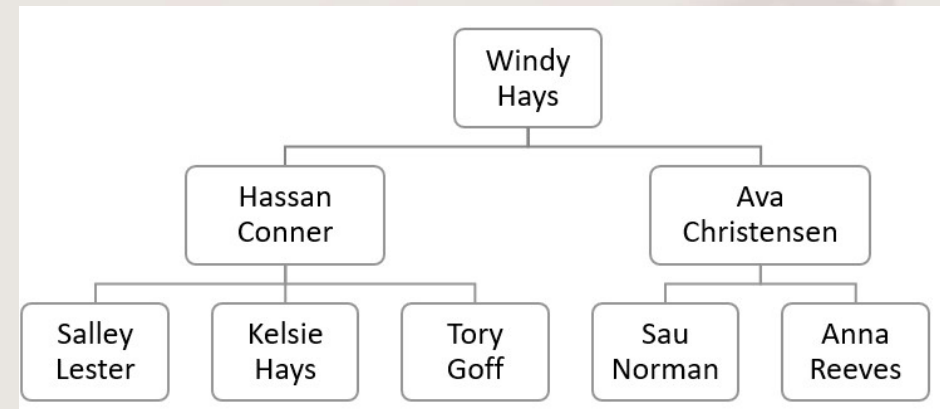 Windy
Hays
Hassan
Conner
Ava
Christensen
Salley
Lester
Kelsie
Hays
Tory
Goff
Sau
Norman
Anna
Reeves